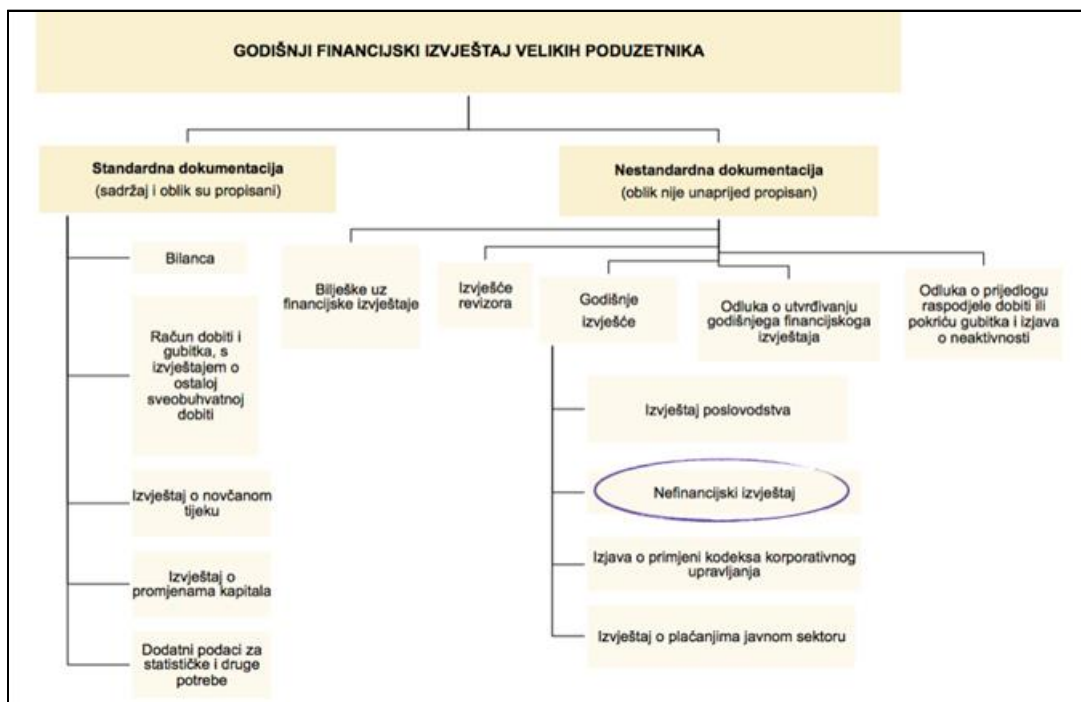 GODIŠNJI FINANCIJSKI IZVJEŠTAJ VELIKIH PODUZETNIKA
Standardna dokumentacija
(sadržaj i oblik su propisani)
Nestandardna dokumentacija
(oblik nije unaprijed propisan)
Bilanca
Račun dobiti i
gubitka, s
izvještajem o
ostaloj
sveobuhvatnoj
dobiti
Izvještaj o novčanom
tijeku
Izvještaj o
promjenama kapitala
Dodatni podaci za
statističke i druge
potrebe
Bilješke uz
financijske izvještaje
Izvješće
revizora
Godišnje
izvješće
Odluka o utvrđivanju
godišnjega financijskoga
izvještaja
Odluka o prijedlogu
raspodjele dobiti ili
pokriću gubitka i izjava
o neaktivnosti
Izvještaj poslovodstva
Nefinancijski izvještaj
Izjava o primjeni kodeksa korporativnog
upravljanja
Izvještaj o plaćanjima javnom sektoru